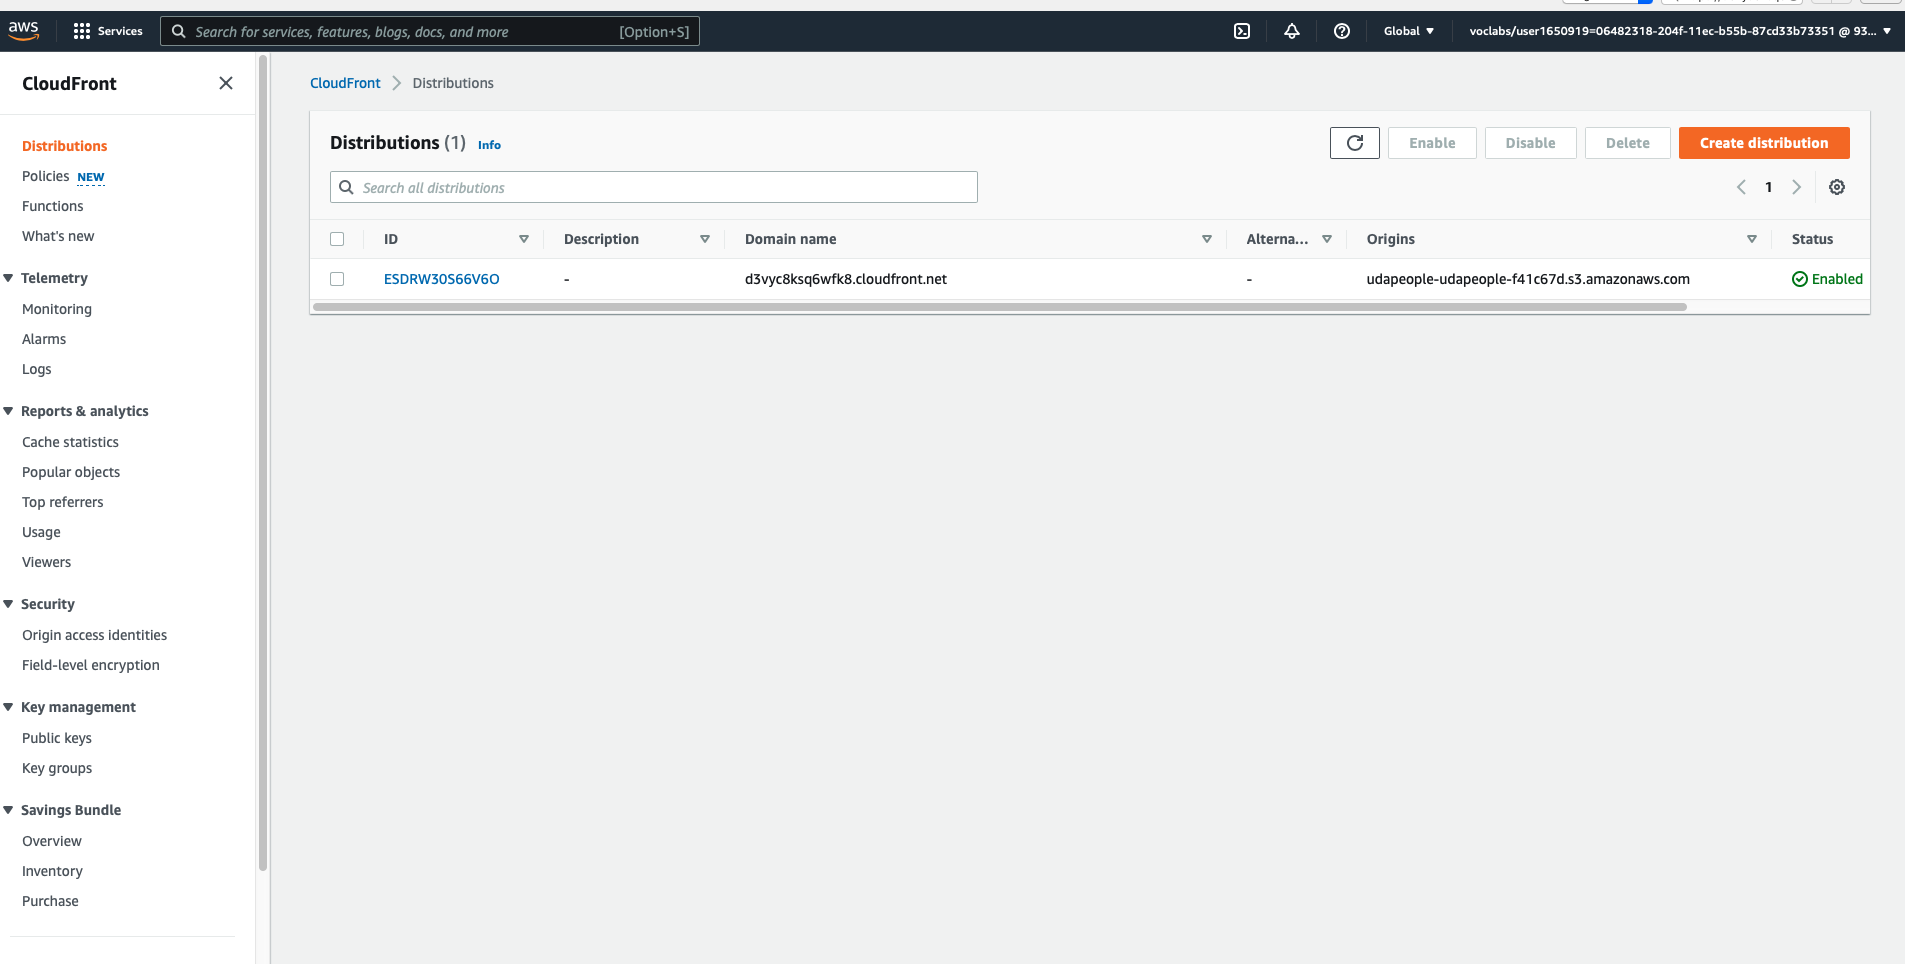 aws
Services
Search for services, features, blogs, docs, and more
[Option+S]
Global
voclabs/user1650919=06482318-204f-11ec-b55b-87cd33b73351 @ 93...
CloudFront
Distributions
Policies NEW
Functions
What's new
Telemetry
Monitoring
Alarms
Logs
Reports & analytics
Cache statistics
Popular objects
Top referrers
Usage
Viewers
Security
Origin access identities
Field-level encryption
Key management
Public keys
Key groups
Savings Bundle
Overview
Inventory
Purchase
CloudFront > Distributions
Distributions (1) Info
Enable
Disable
Delete
Create distribution
Search all distributions
1
ID Description Domain name Alterna... Origins Status
ESDRW30S66V6O - d3vyc8ksq6wfk8.cloudfront.net - udapeople-udapeople-f41c67d.s3.amazonaws.com Enabled